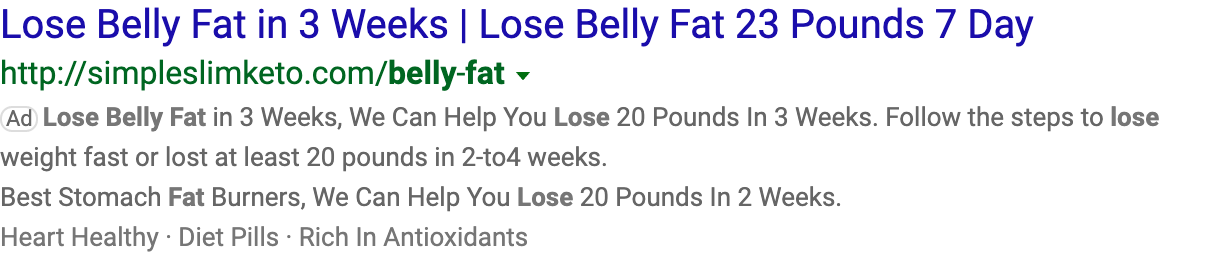 Lose Belly Fat in 3 Weeks | Lose Belly Fat 23 Pounds 7 Day
http://simpleslimketo.com/belly-fat
Ad Lose Belly Fat in 3 Weeks, We Can Help You Lose 20 Pounds In 3 Weeks. Follow the steps to lose
weight fast or lost at least 20 pounds in 2-to4 weeks.
Best Stomach Fat Burners, We Can Help You Lose 20 Pounds In 2 Weeks.
Heart Healthy · Diet Pills · Rich In Antioxidants